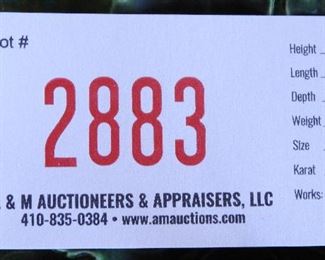 ot #
2883
& M AUCTIONEERS & APPRAISERS, LLC
410-835-0384 • www.amauctions.com
Height
Length
Depth
Weight
Size
Karat
Works: